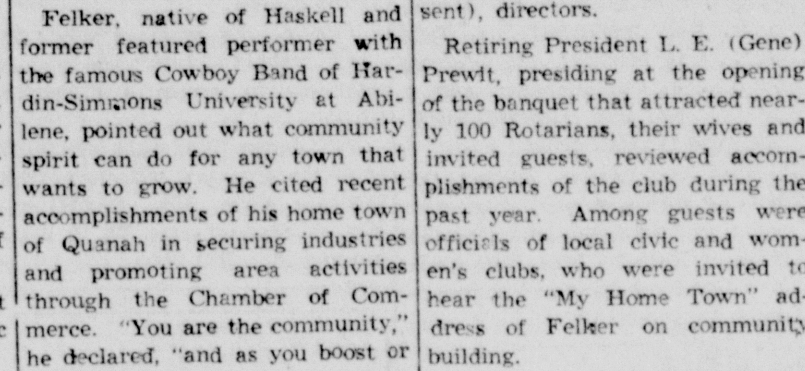 Felker, native of Haskell and
former featured performer with
the famous Cowboy Band of Har-
din-Simmons University at Abi-
lene, pointed out what community
spirit can do for any town that
wants to grow. He cited recent
accomplishments of his home town
of Quanah in securing industries
and promoting area activities
through the Chamber of Com-
merce. "You are the community,"
he declared, "and as you boost or
sent), directors.
Retiring President L. E. (Gene)
Prewit, presiding at the opening
of the banquet that attracted near-
ly 100 Rotarians, their wives and
invited guests, reviewed accom-
plishments of the club during the
past year. Among guests were
officials of local civic and wom-
en's clubs, who were invited to
hear the "My Home Town" ad-
dress of Felker on community
building.